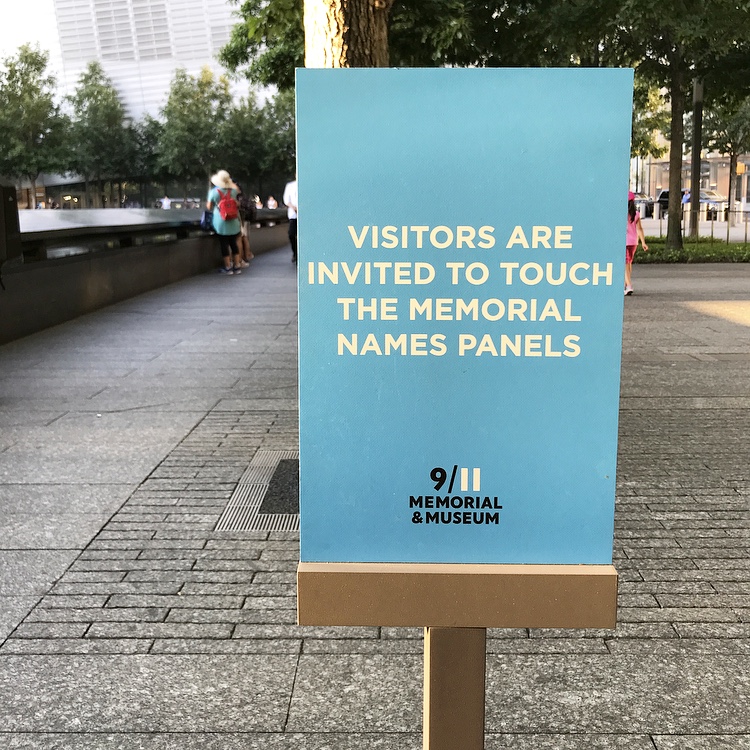 VISITORS ARE
INVITED TO TOUCH
THE MEMORIAL
NAMES PANELS
9/11
MEMORIAL
&MUSEUM